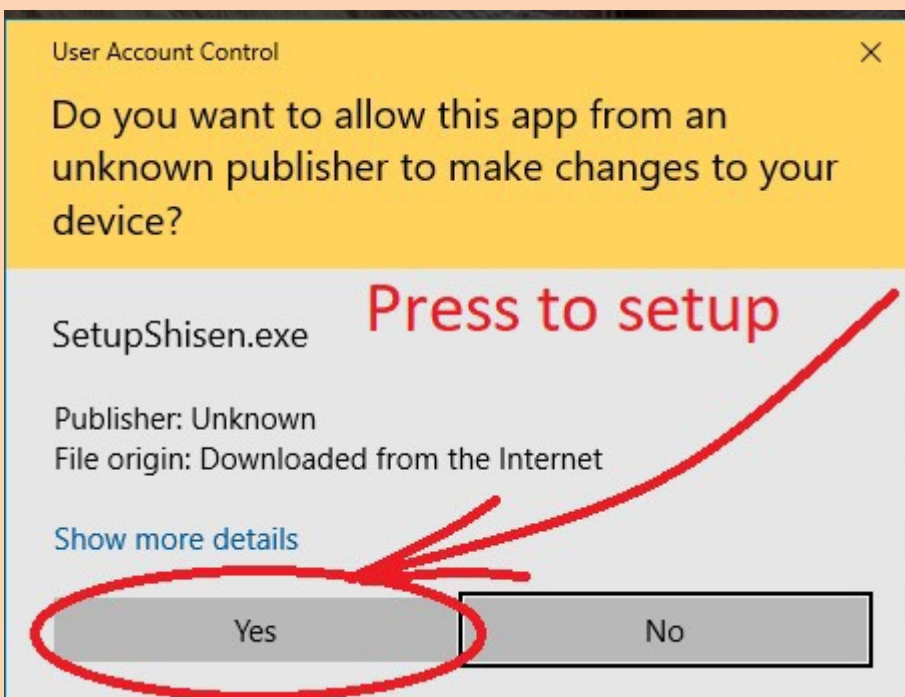 User Account Control
Do you want to allow this app from an
unknown publisher to make changes to your
device?
Press to setup
SetupShisen.exe
Publisher: Unknown
File origin: Downloaded from the Internet
Show more details
Yes
No